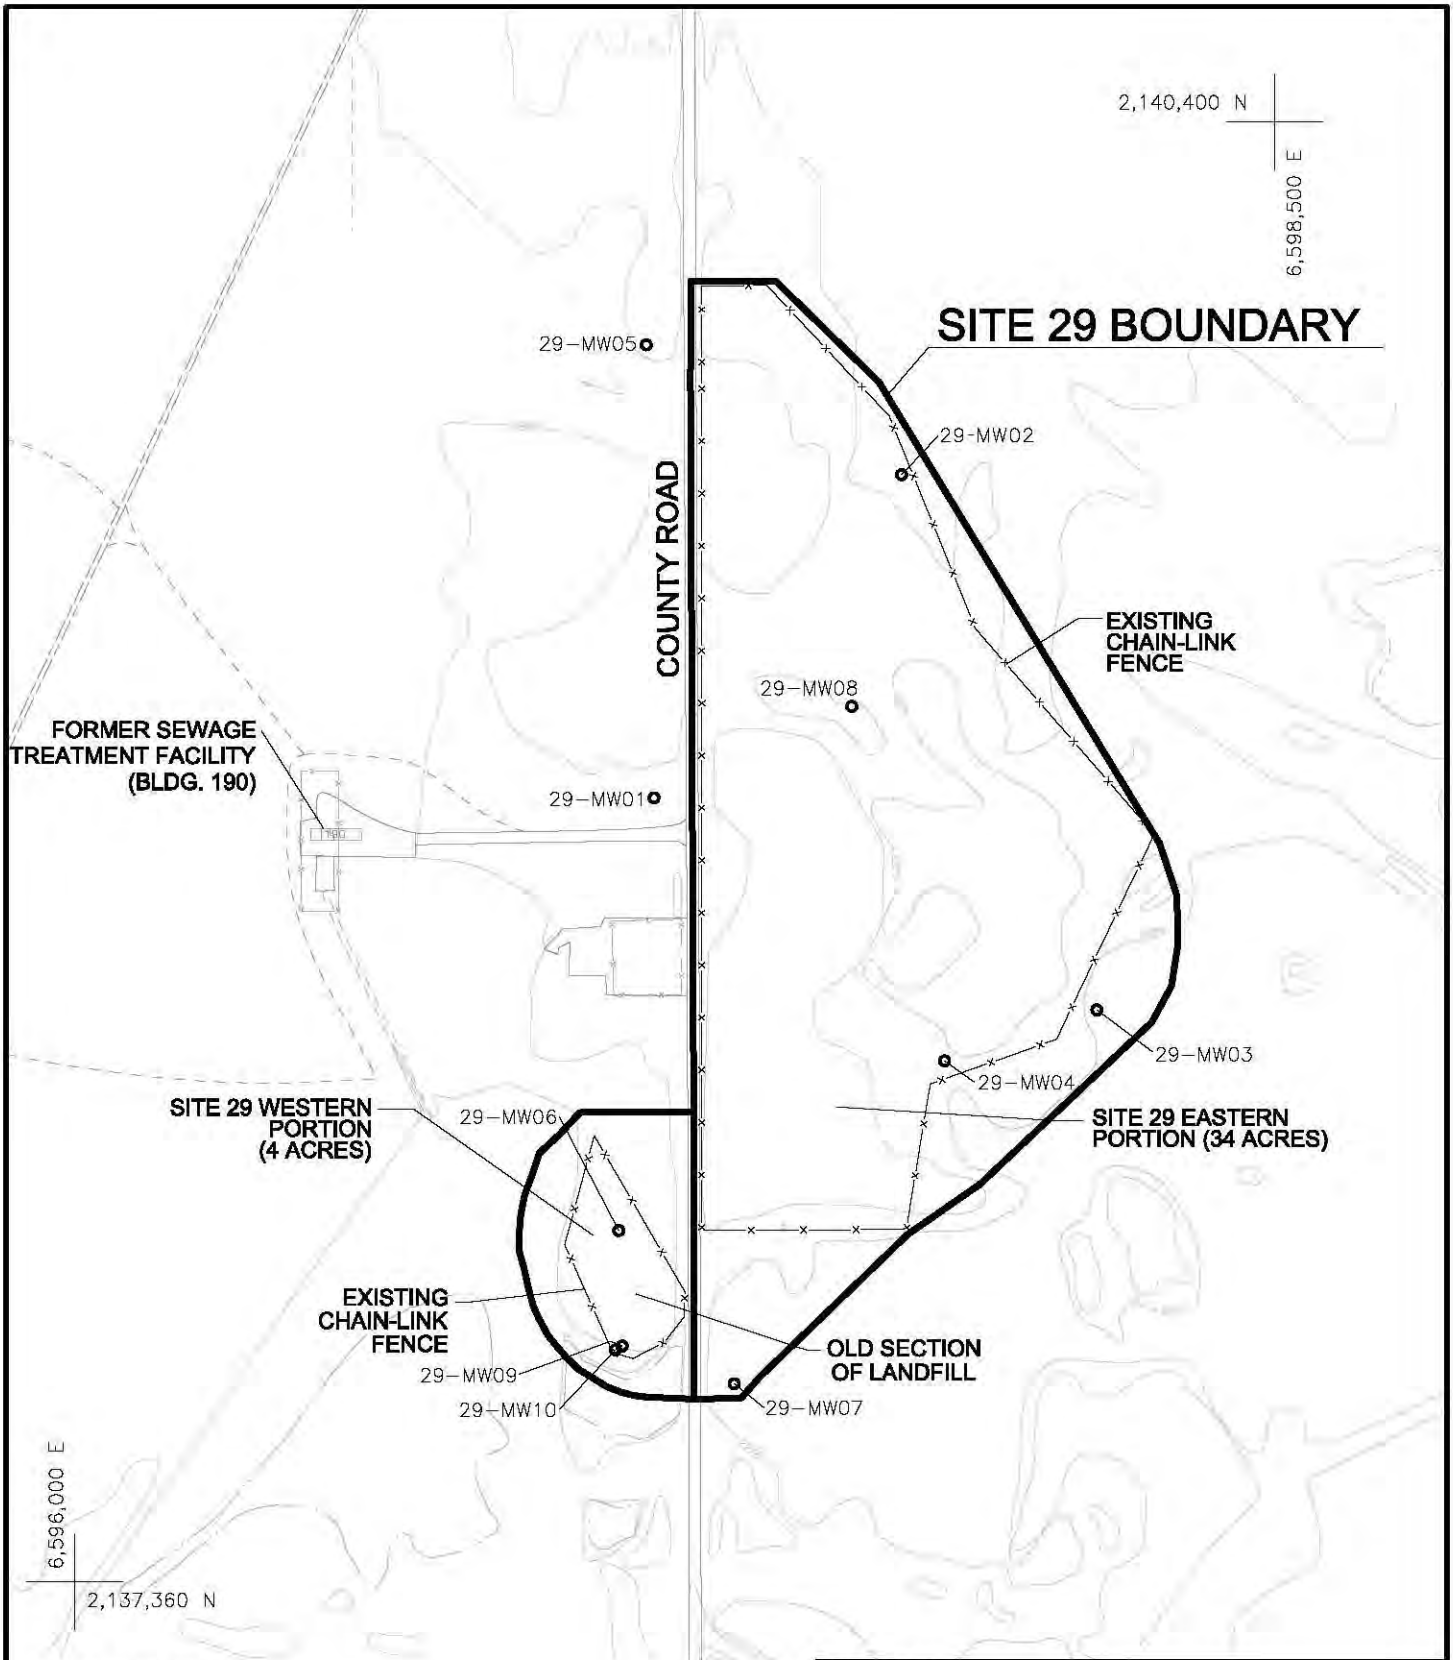 2,140,400 N
6,598,500 E
SITE 29 BOUNDARY
29-MW05
29-MW02
COUNTY ROAD
EXISTING
CHAIN-LINK
FENCE
29-MW08
FORMER SEWAGE
TREATMENT FACILITY
(BLDG. 190)
29-MW01
190
29-MW03
29-MW04
SITE 29 WESTERN
PORTION
(4 ACRES)
29-MW06
SITE 29 EASTERN
PORTION (34 ACRES)
EXISTING
CHAIN-LINK
FENCE
OLD SECTION
OF LANDFILL
29-MW09
29-MW10
29-MW07
6,596,000 E
2,137,360 N